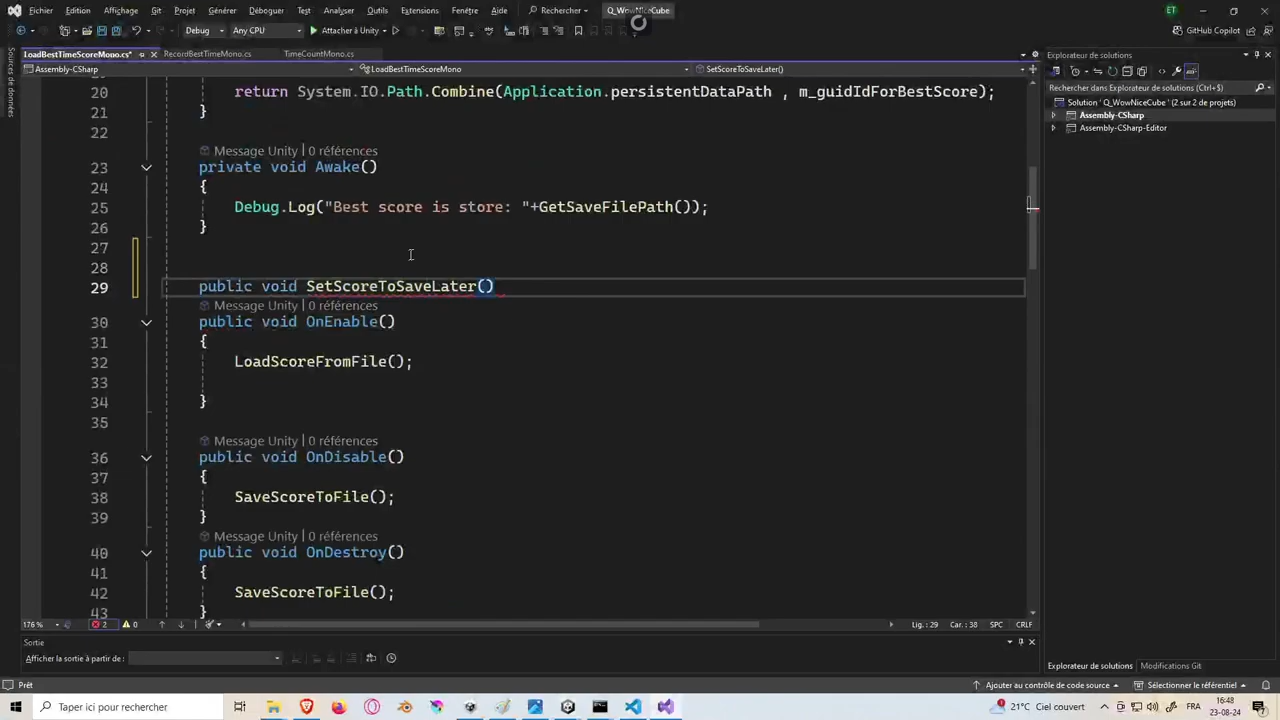 Fichier Edition Affichage Git Projet Générer Déboguer Test Analyser Outils Extensions Fenêtre Aide Rechercher Q_WowNiceCube ET
Debug Any CPU Attacher à Unity GitHub Copilot
Sources de données
LoadBestTimeScoreMono.cs* RecordBestTimeMono.cs TimeCountMono.cs
Assembly-CSharp LoadBestTimeScoreMono SetScoreToSaveLater()
20 return System.IO.Path.Combine(Application.persistentDataPath , m_guidIdForBestScore);
21 }
22
Message Unity | 0 références
23 private void Awake()
24 {
25 Debug.Log("Best score is store: "+GetSaveFilePath());
26 }
27
28
29 public void SetScoreToSaveLater()
Message Unity | 0 références
30 public void OnEnable()
31 {
32 LoadScoreFromFile();
33
34 }
35
Message Unity | 0 références
36 public void OnDisable()
37 {
38 SaveScoreToFile();
39 }
Message Unity | 0 références
40 public void OnDestroy()
41 {
42 SaveScoreToFile();
43 }
176 % 2 0 Lig. : 29 Car. : 38 SPC CRLF
Sortie
Afficher la sortie à partir de :
Explorateur de solutions
Rechercher dans Explorateur de solutions (Ctrl+$)
Solution 'Q_WowNiceCube ' (2 sur 2 de projets)
Assembly-CSharp
Assembly-CSharp-Editor
Explorateur de solutions Modifications Git
Prêt Ajouter au contrôle de code source Sélectionner le référentiel
Taper ici pour rechercher 21°C Ciel couvert 16:48
23-08-24